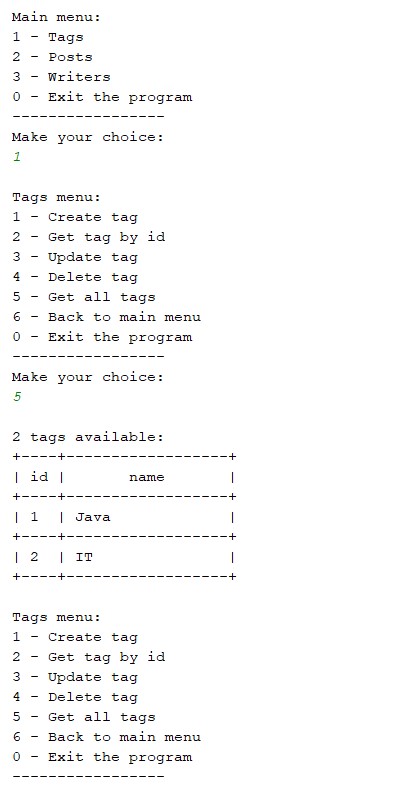 Main menu:
1 - Tags
2 - Posts
3 - Writers
0 - Exit the program
-----------------
Make your choice:
1
Tags menu:
1 - Create tag
2 - Get tag by id
3 - Update tag
4 - Delete tag
5 - Get all tags
6 - Back to main menu
0 - Exit the program
-----------------
Make your choice:
5
2 tags available:
+----+------------------+
| id |       name       |
+----+------------------+
| 1  | Java             |
+----+------------------+
| 2  | IT               |
+----+------------------+
Tags menu:
1 - Create tag
2 - Get tag by id
3 - Update tag
4 - Delete tag
5 - Get all tags
6 - Back to main menu
0 - Exit the program
-----------------